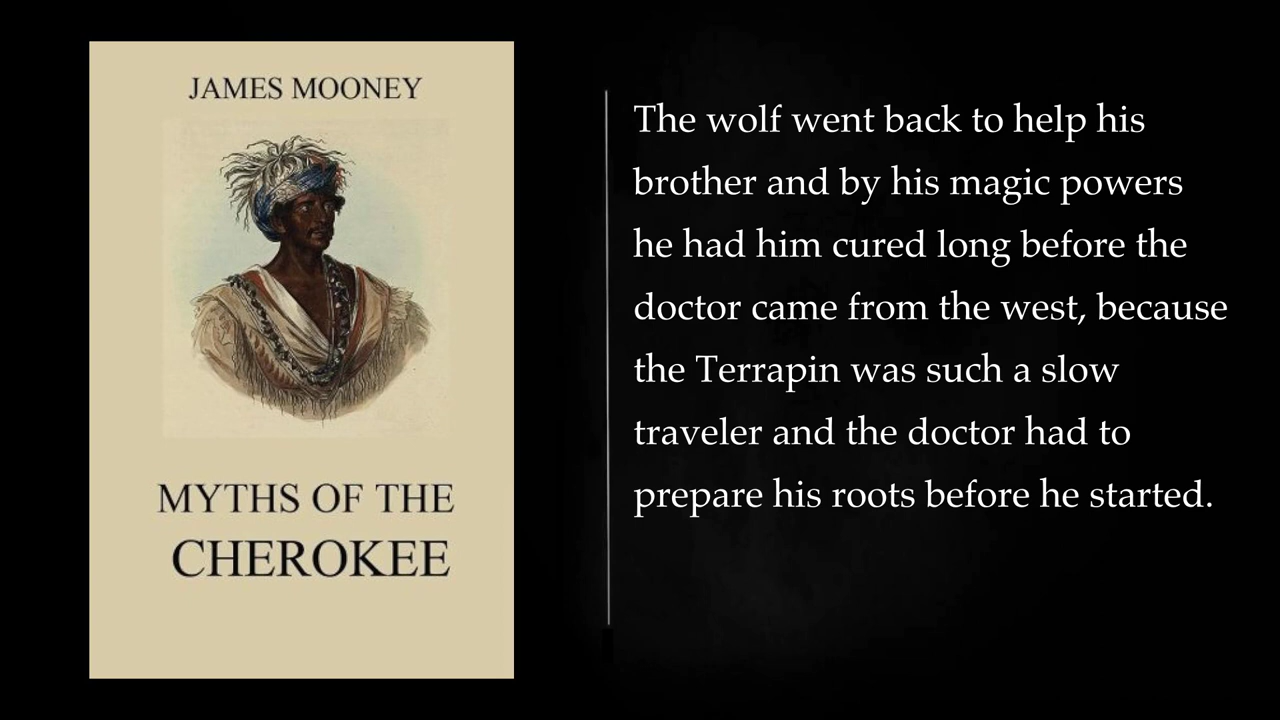 JAMES MOONEY
MYTHS OF THE
CHEROKEE
The wolf went back to help his
brother and by his magic powers
he had him cured long before the
doctor came from the west, because
the Terrapin was such a slow
traveler and the doctor had to
prepare his roots before he started.